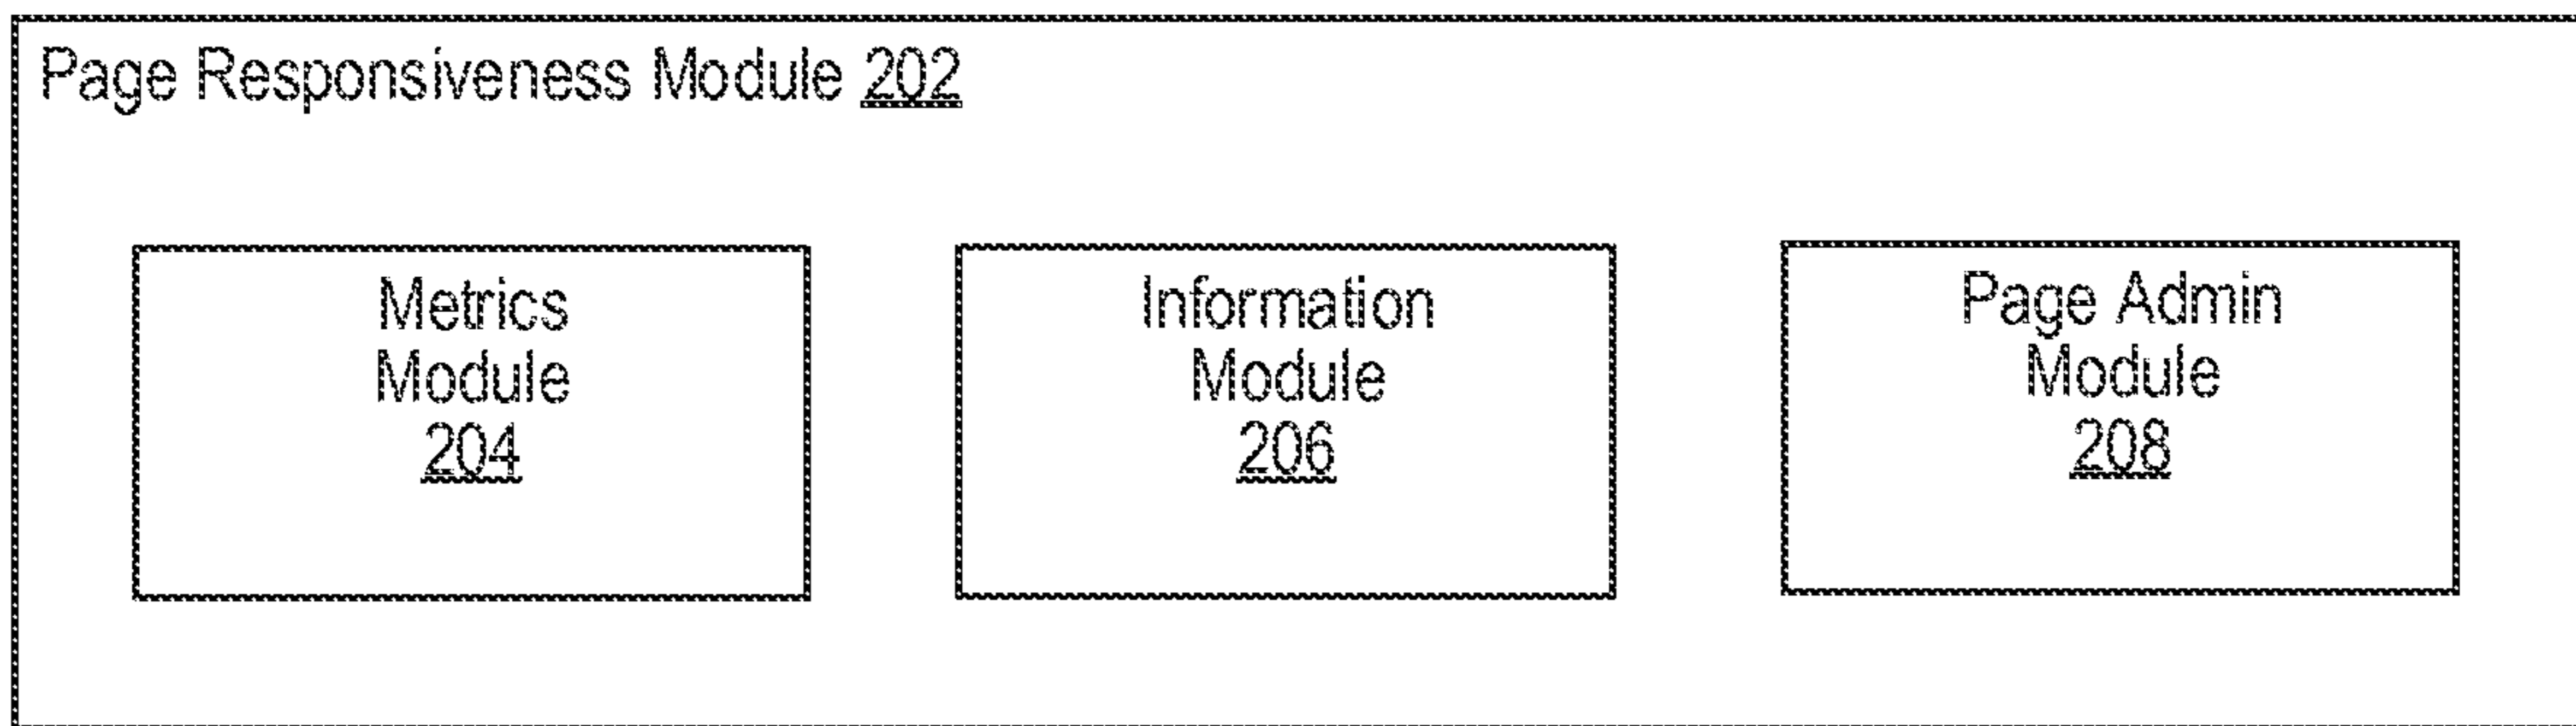 Page Responsiveness Module 202
Metrics
Module
204
Information
Module
206
Page Admin
Module
208